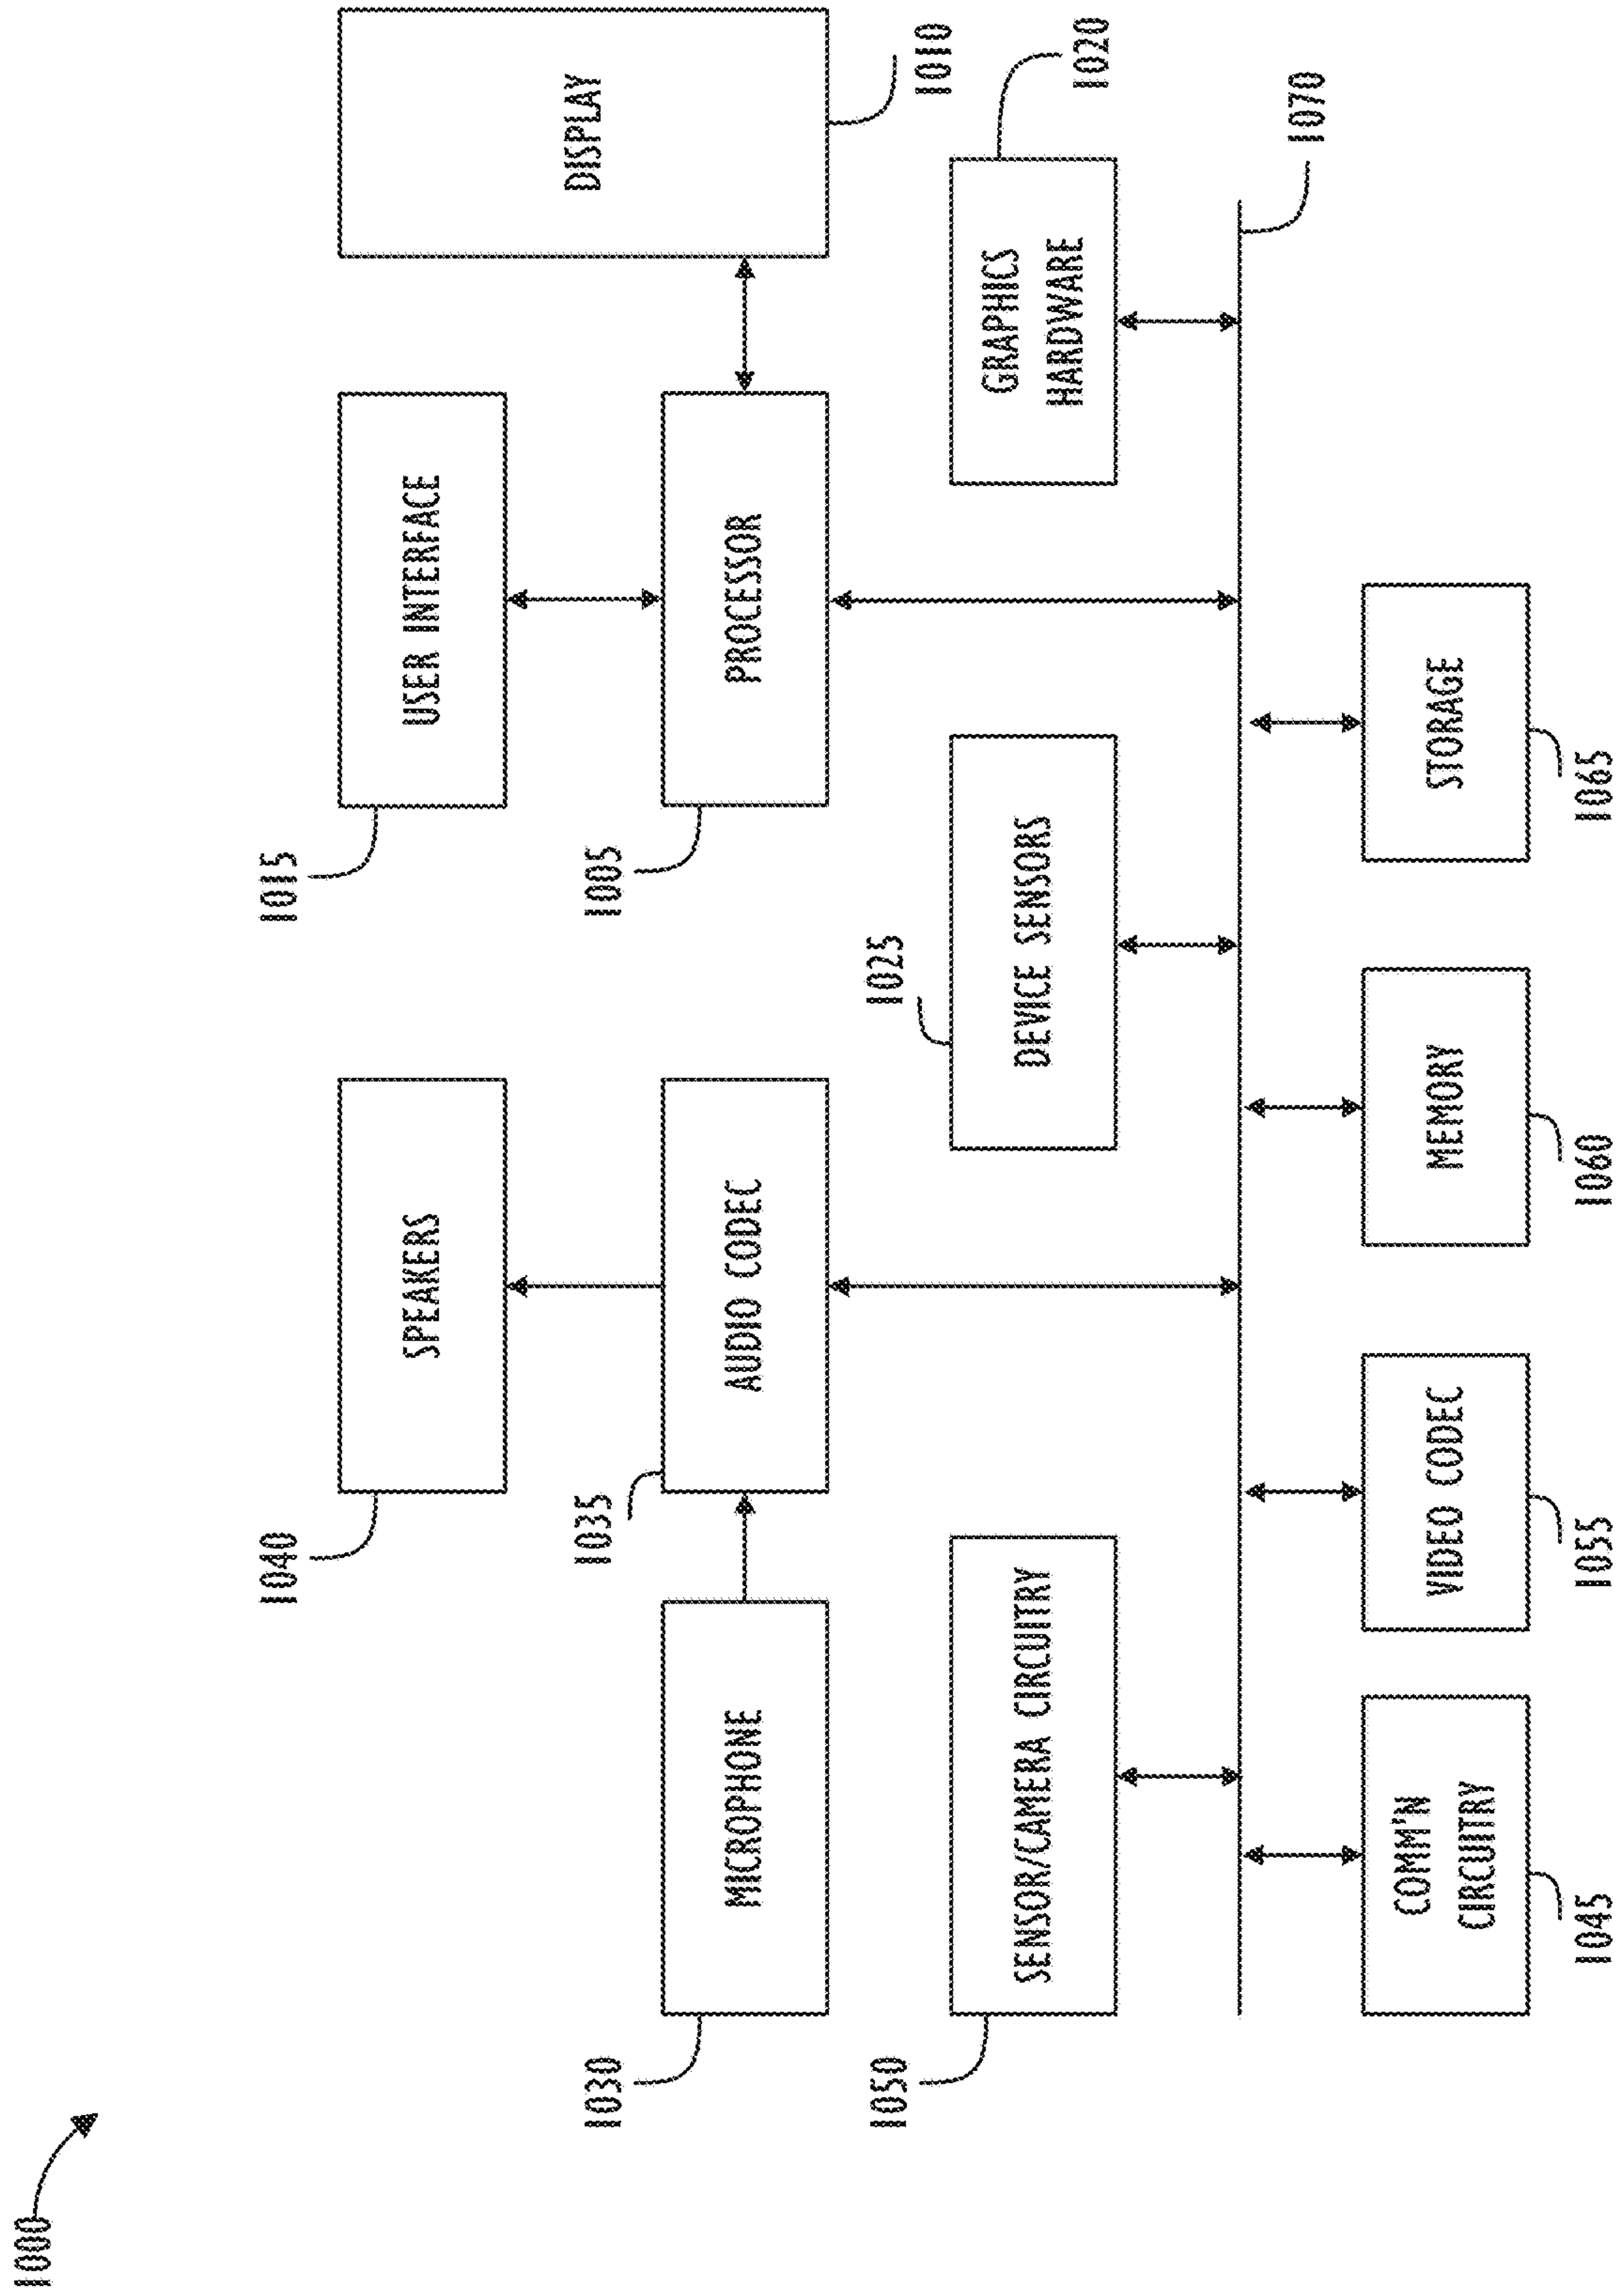 1000
1040
SPEAKERS
1015
USER INTERFACE
DISPLAY
1010
1030
MICROPHONE
1035
AUDIO CODEC
1005
PROCESSOR
1050
SENSOR/CAMERA CIRCUITRY
1025
DEVICE SENSORS
GRAPHICS
HARDWARE
1020
1070
COMM'N
CIRCUITRY
1045
VIDEO CODEC
1055
MEMORY
1060
STORAGE
1065